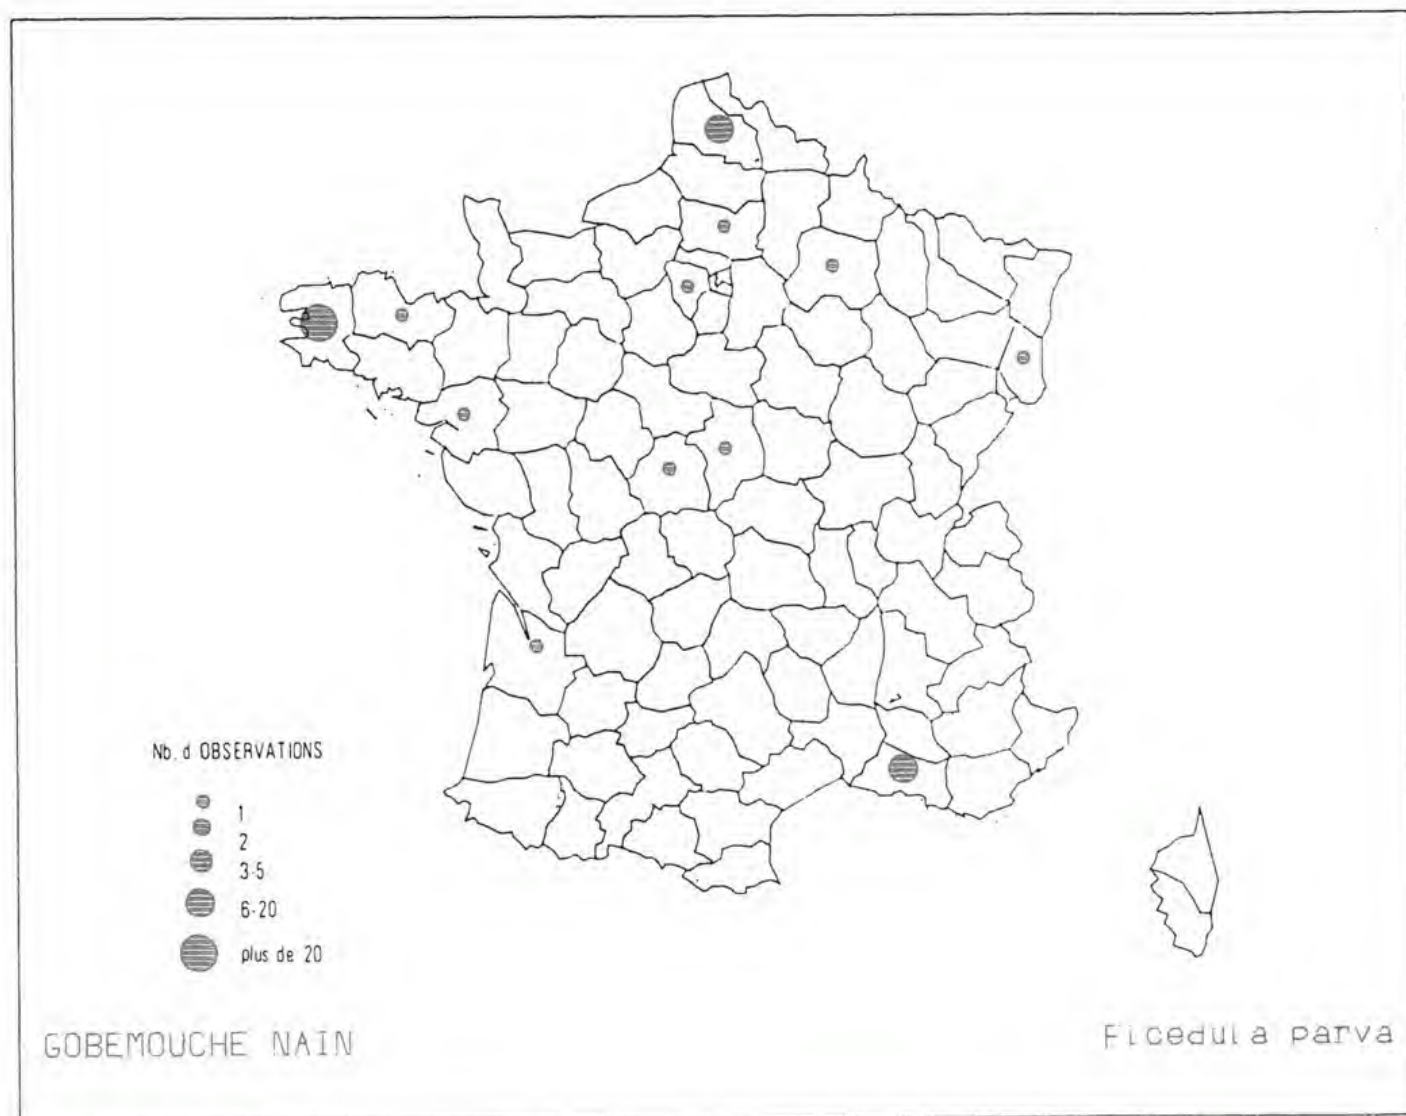 Nb. d OBSERVATIONS
1
2
3-5
6-20
plus de 20
GOBEMOUCHE NAIN
Ficedula parva